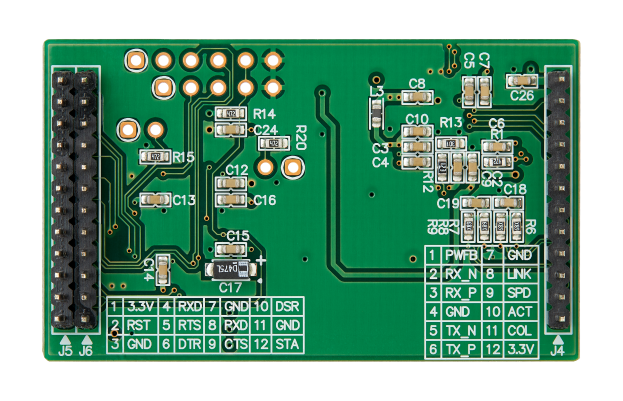 C5
C7
L3
C8
C26
R14
C24
C10
R13
C6
R20
R1
R15
C3
C4
R12
C9
C2
C12
C13
C16
C19
C18
R9
R8
R7
R6
C15
C14
D475L
C17
1 PWFB 7 GND
2 RX_N 8 LINK
3 RX_P 9 SPD
4 GND 10 ACT
5 TX_N 11 COL
6 TX_P 12 3.3V
1 3.3V 4 RXD 7 GND 10 DSR
2 RST 5 RTS 8 RXD 11 GND
3 GND 6 DTR 9 CTS 12 STA
J5 J6
J4